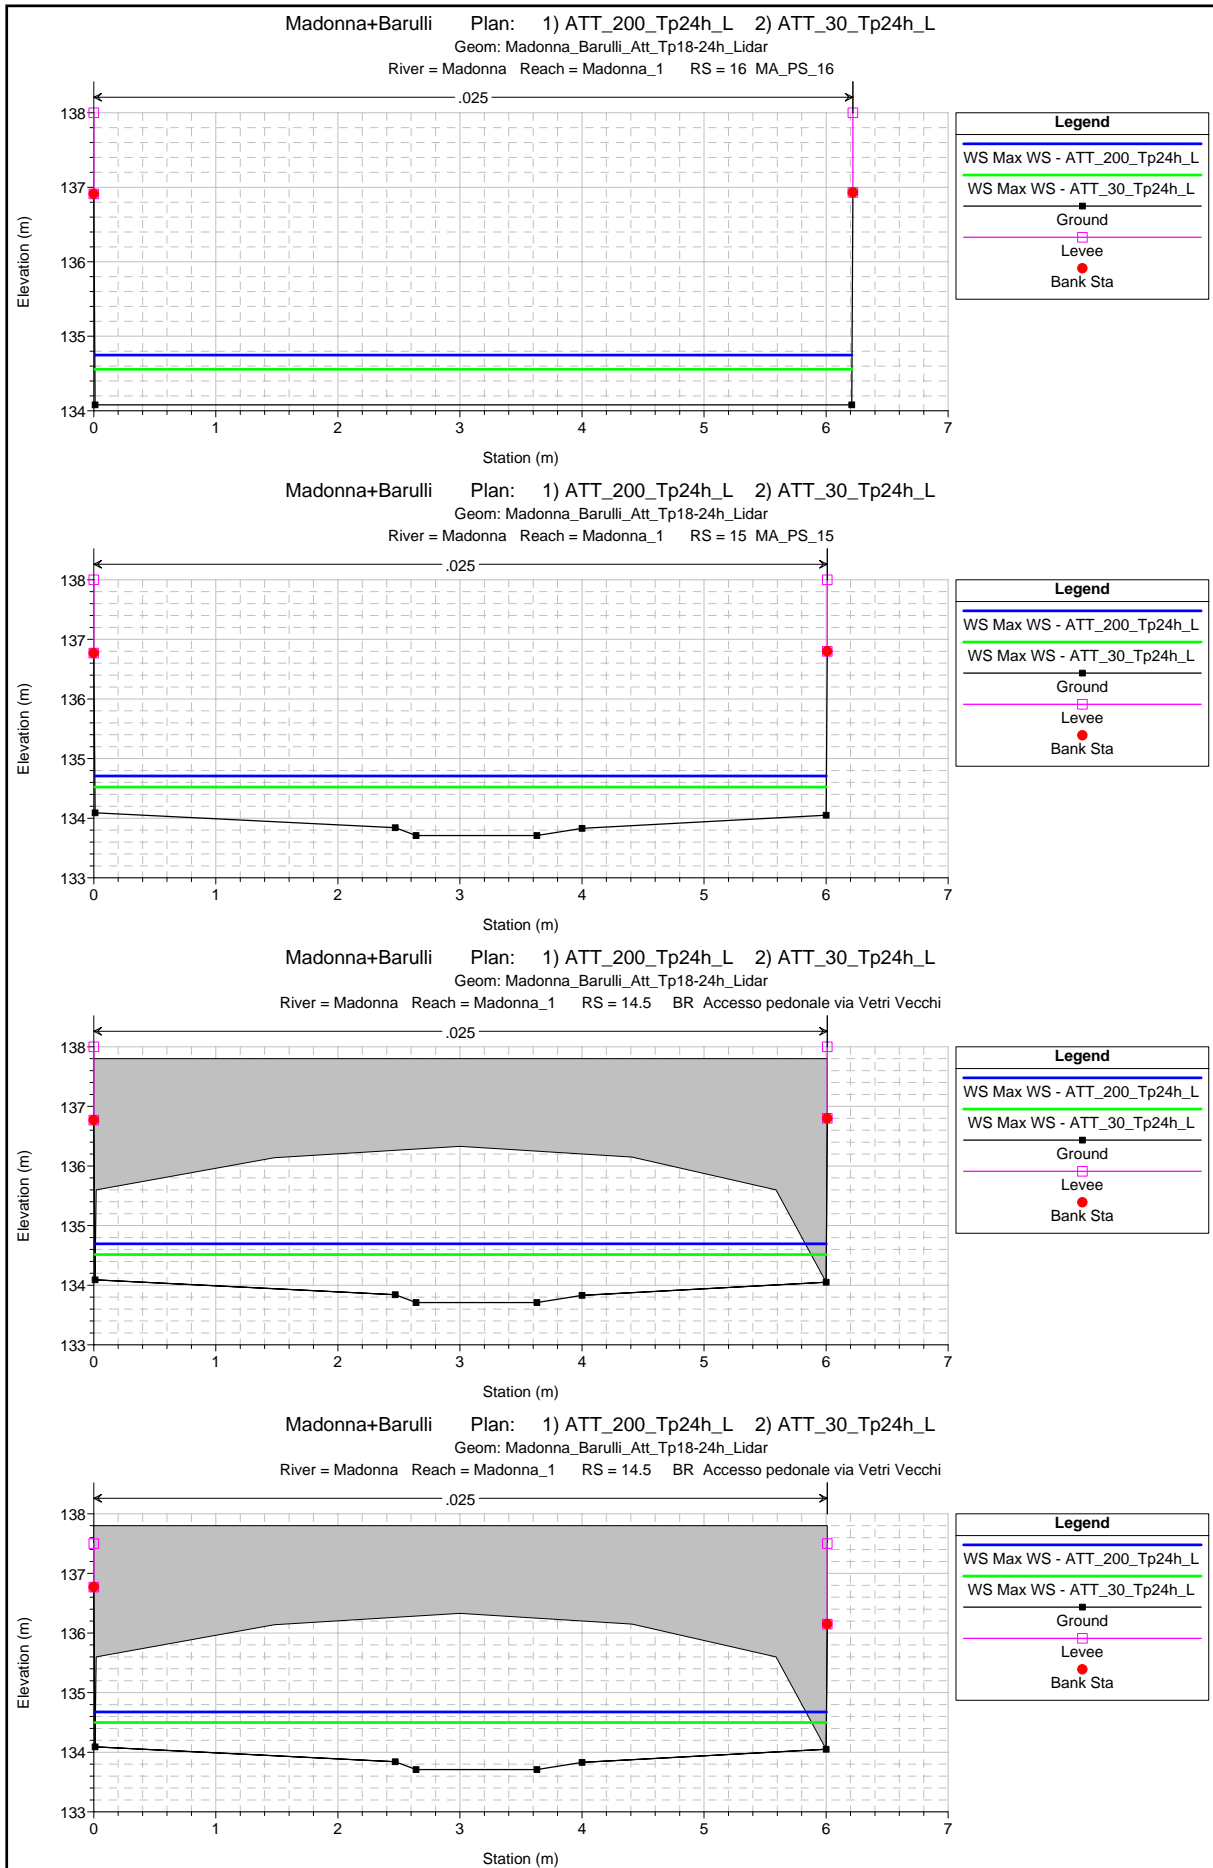 Madonna+Barulli Plan: 1) ATT_200_Tp24h_L 2) ATT_30_Tp24h_L
Geom: Madonna_Barulli_Att_Tp18-24h_Lidar
River = Madonna Reach = Madonna_1 RS = 16 MA_PS_16
.025
138
137
136
135
134
Elevation (m)
0 1 2 3 4 5 6 7
Station (m)
Legend
WS Max WS - ATT_200_Tp24h_L
WS Max WS - ATT_30_Tp24h_L
Ground
Levee
Bank Sta
Madonna+Barulli Plan: 1) ATT_200_Tp24h_L 2) ATT_30_Tp24h_L
Geom: Madonna_Barulli_Att_Tp18-24h_Lidar
River = Madonna Reach = Madonna_1 RS = 15 MA_PS_15
.025
138
137
136
135
134
133
Elevation (m)
0 1 2 3 4 5 6 7
Station (m)
Legend
WS Max WS - ATT_200_Tp24h_L
WS Max WS - ATT_30_Tp24h_L
Ground
Levee
Bank Sta
Madonna+Barulli Plan: 1) ATT_200_Tp24h_L 2) ATT_30_Tp24h_L
Geom: Madonna_Barulli_Att_Tp18-24h_Lidar
River = Madonna Reach = Madonna_1 RS = 14.5 BR Accesso pedonale via Vetri Vecchi
.025
138
137
136
135
134
133
Elevation (m)
0 1 2 3 4 5 6 7
Station (m)
Legend
WS Max WS - ATT_200_Tp24h_L
WS Max WS - ATT_30_Tp24h_L
Ground
Levee
Bank Sta
Madonna+Barulli Plan: 1) ATT_200_Tp24h_L 2) ATT_30_Tp24h_L
Geom: Madonna_Barulli_Att_Tp18-24h_Lidar
River = Madonna Reach = Madonna_1 RS = 14.5 BR Accesso pedonale via Vetri Vecchi
.025
138
137
136
135
134
133
Elevation (m)
0 1 2 3 4 5 6 7
Station (m)
Legend
WS Max WS - ATT_200_Tp24h_L
WS Max WS - ATT_30_Tp24h_L
Ground
Levee
Bank Sta